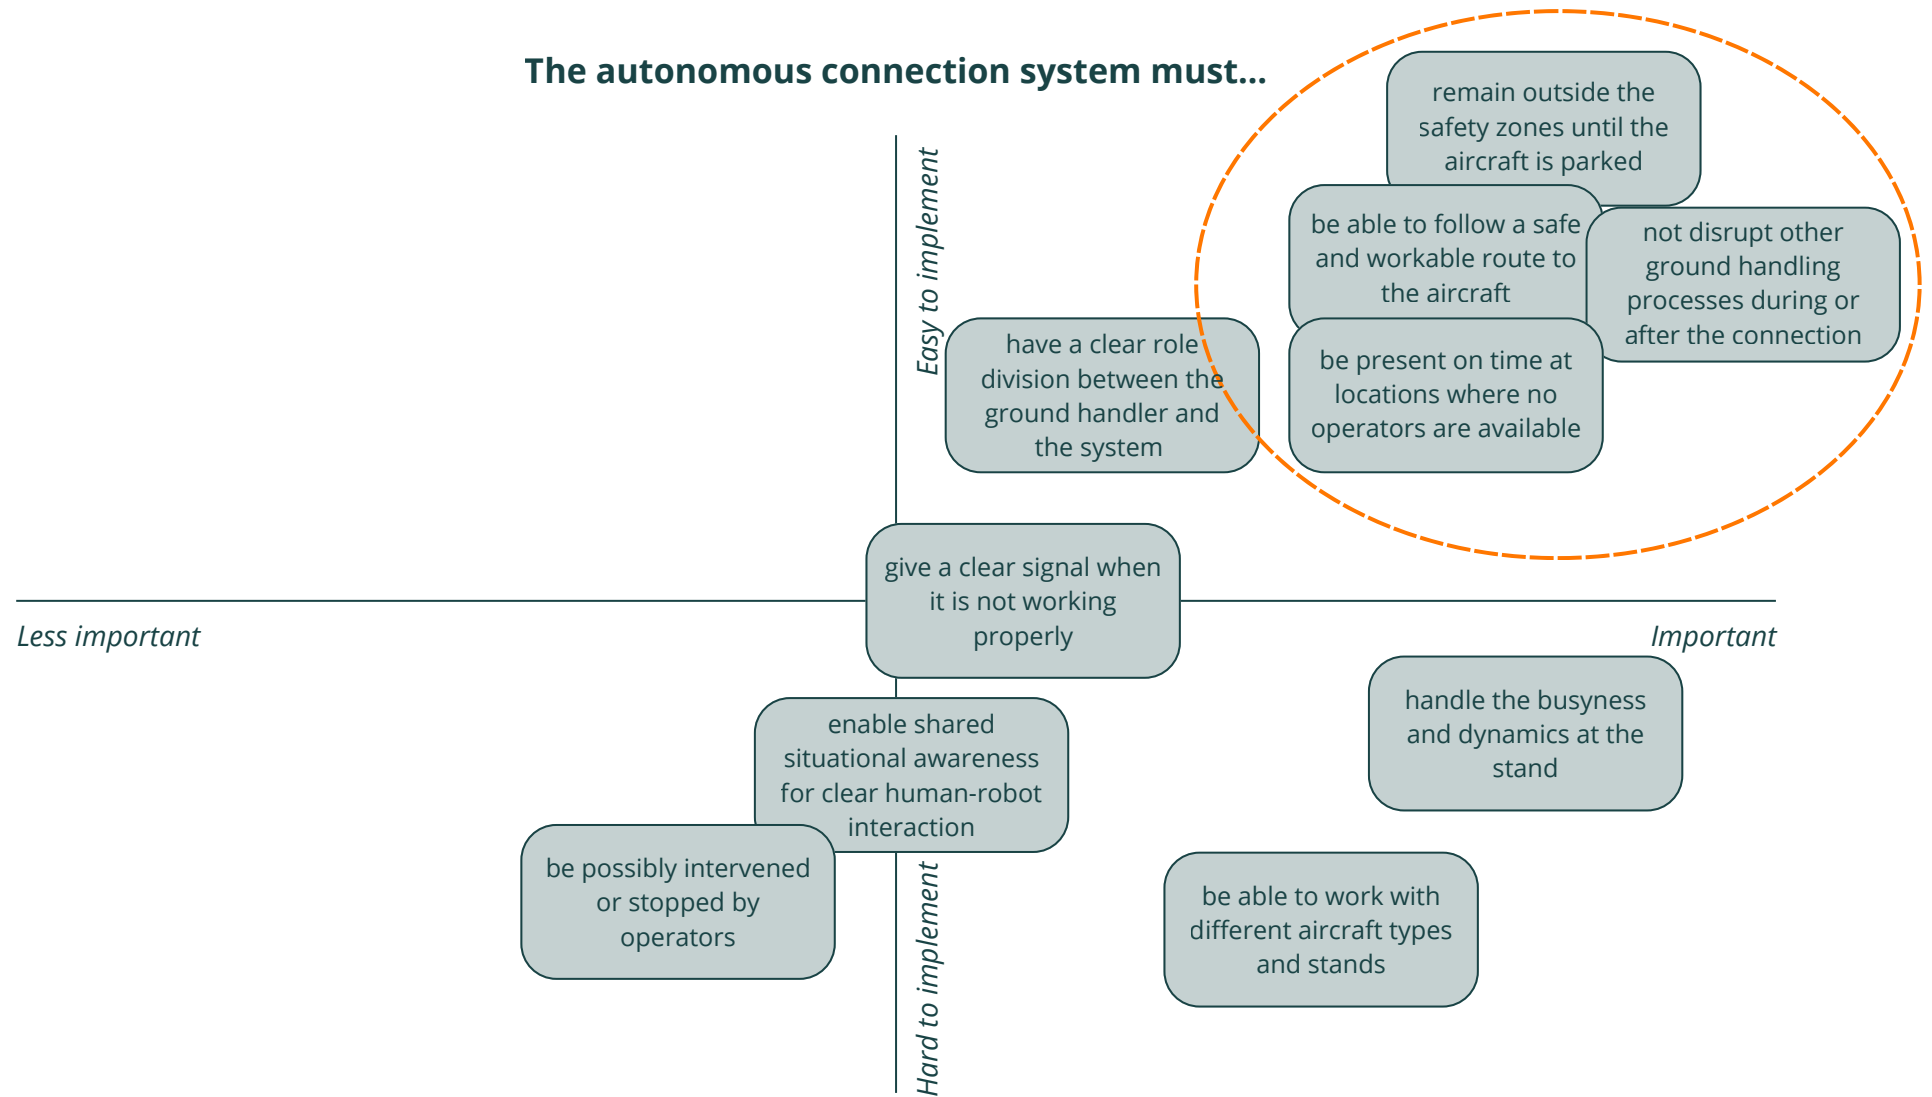 The autonomous connection system must...
remain outside the
safety zones until the
aircraft is parked
Easy to implement
be able to follow a safe
and workable route to
the aircraft
not disrupt other
ground handling
processes during or
after the connection
have a clear role
division between the
ground handler and
the system
be present on time at
locations where no
operators are available
give a clear signal when
it is not working
properly
Less important
Important
handle the busyness
and dynamics at the
stand
enable shared
situational awareness
for clear human-robot
interaction
be possibly intervened
or stopped by
operators
Hard to implement
be able to work with
different aircraft types
and stands